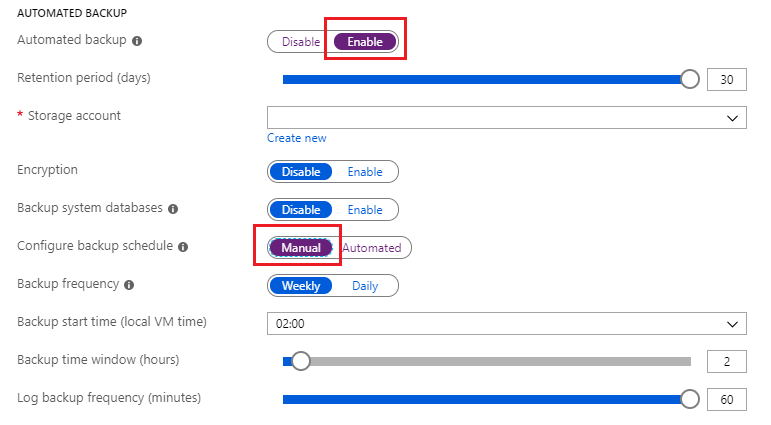 AUTOMATED BACKUP
Automated backup Disable Enable
Retention period (days) 30
* Storage account
Create new
Encryption Disable Enable
Backup system databases Disable Enable
Configure backup schedule Manual Automated
Backup frequency Weekly Daily
Backup start time (local VM time) 02:00
Backup time window (hours) 2
Log backup frequency (minutes) 60